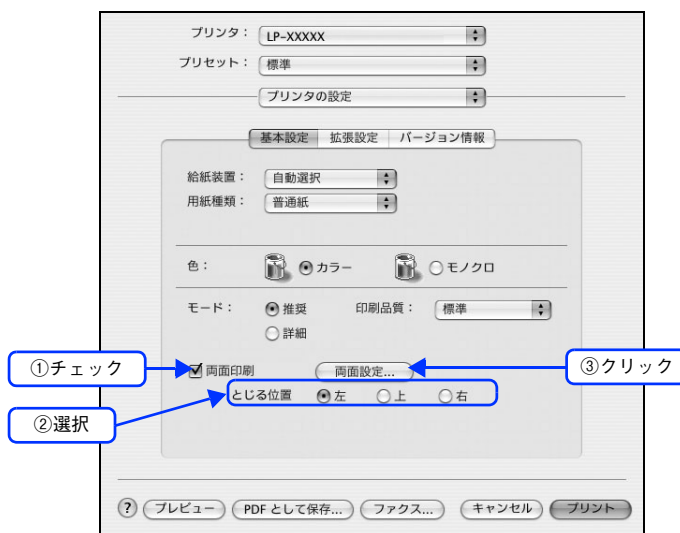 プリンタ： LP-XXXXX
プリセット： 標準
プリンタの設定
基本設定 拡張設定 バージョン情報
給紙装置： 自動選択
用紙種類： 普通紙
色： カラー モノクロ
モード： 推奨 印刷品質： 標準
詳細
①チェック 両面印刷 両面設定... ③クリック
とじる位置 左 上 右
②選択
? プレビュー PDF として保存... ファクス... キャンセル プリント